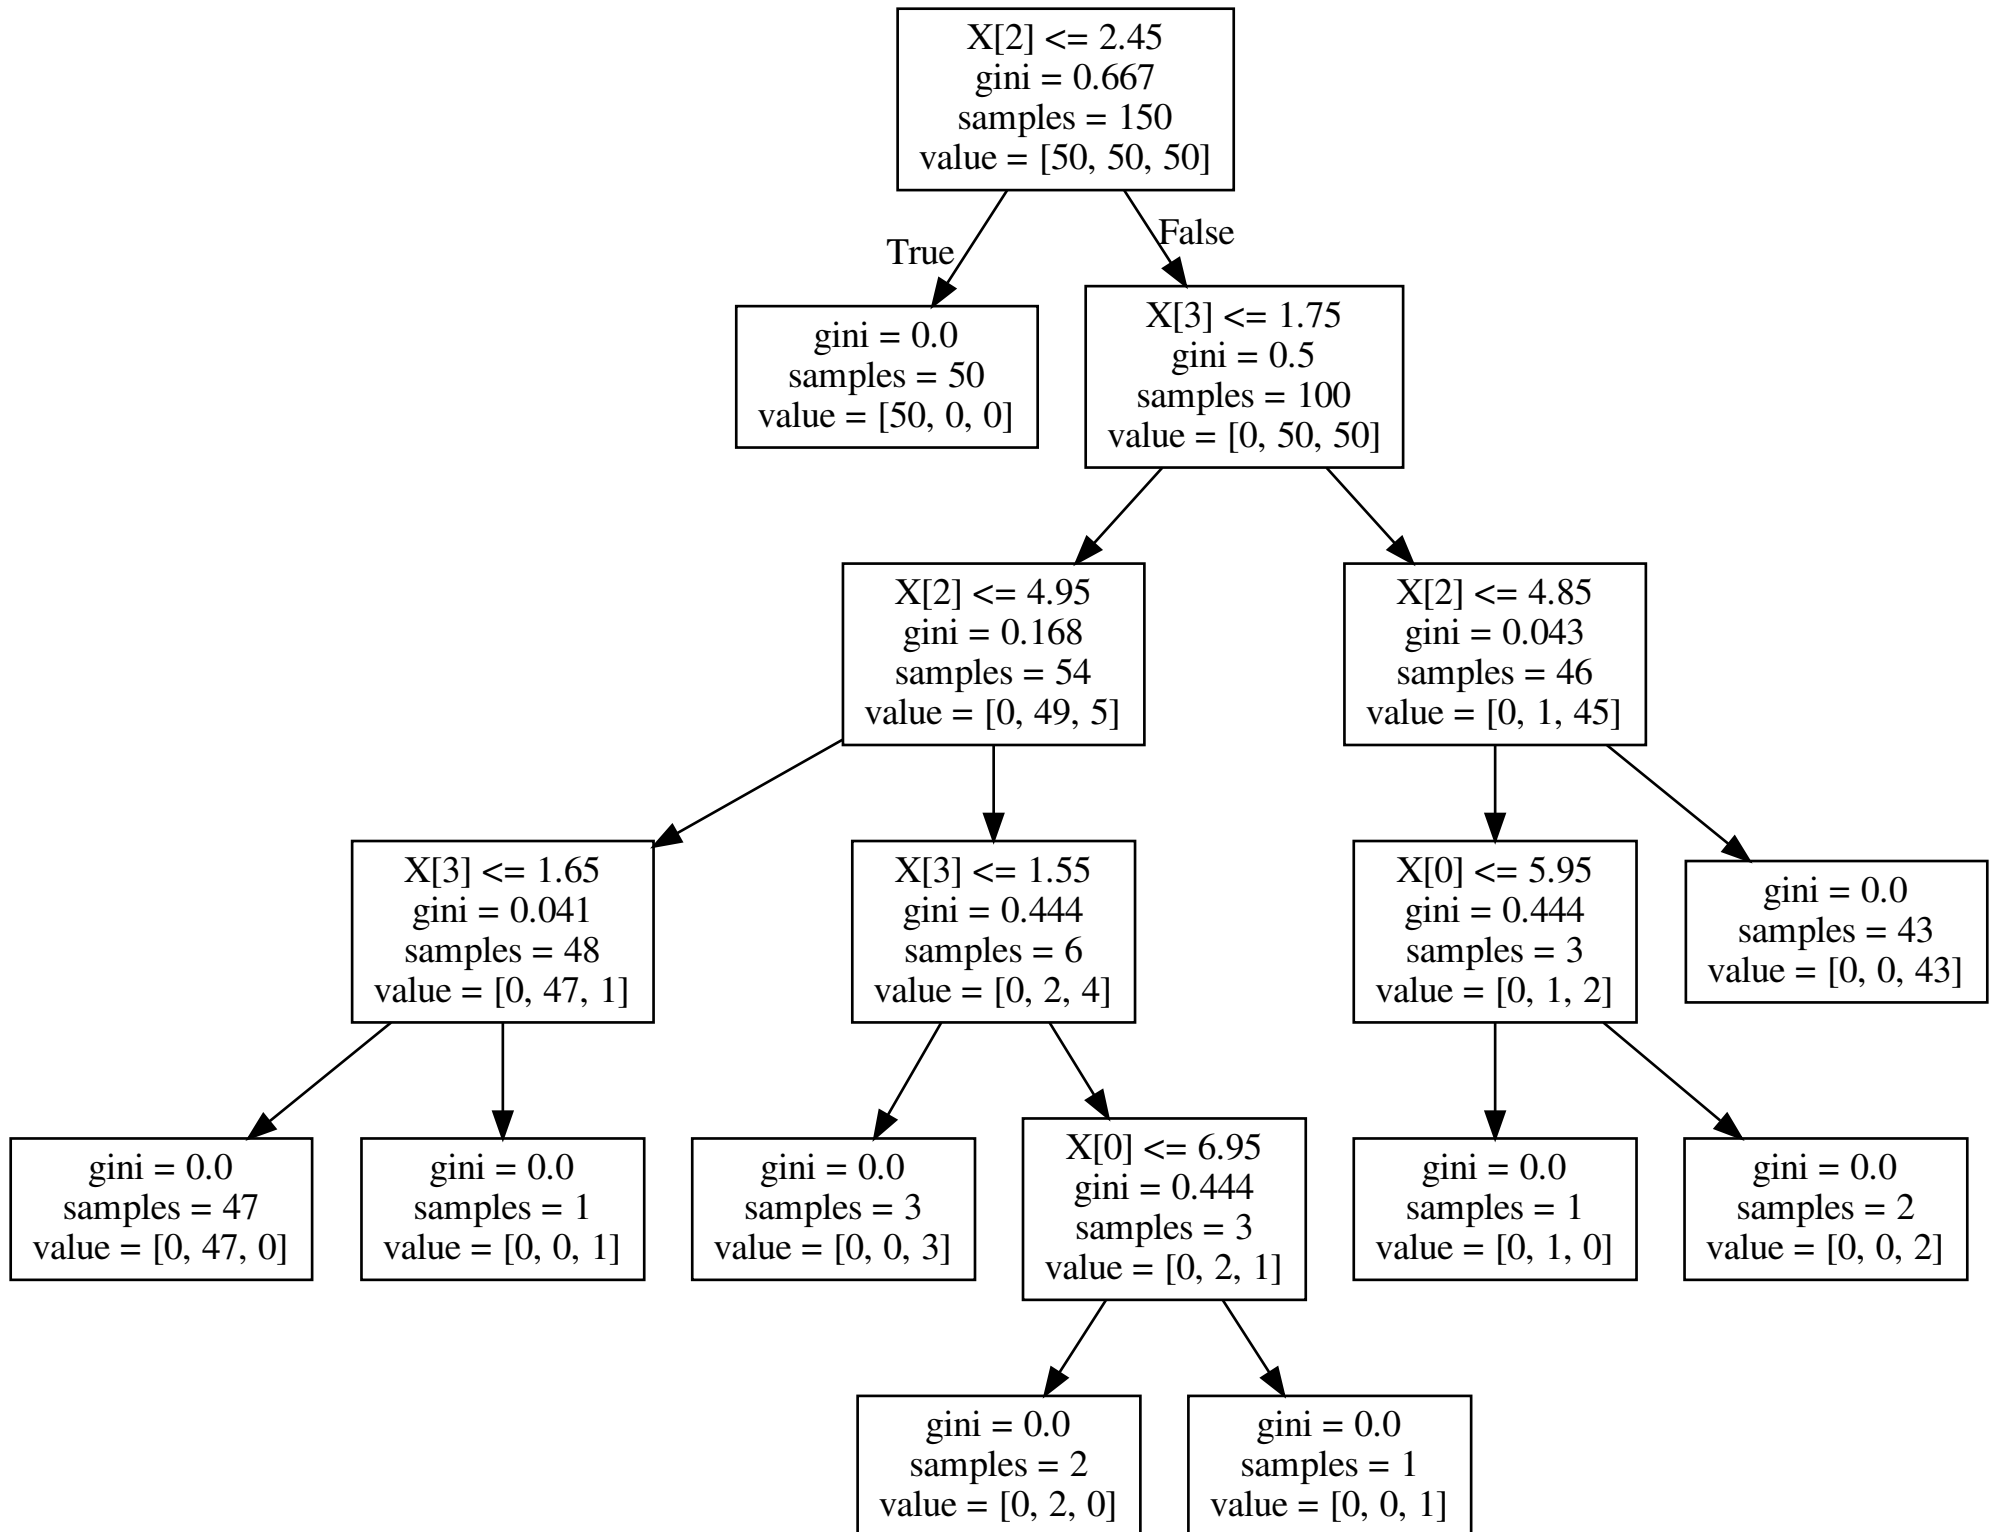 X[2] <= 2.45
gini = 0.667
samples = 150
value = [50, 50, 50]
True
False
gini = 0.0
samples = 50
value = [50, 0, 0]
X[3] <= 1.75
gini = 0.5
samples = 100
value = [0, 50, 50]
X[2] <= 4.95
gini = 0.168
samples = 54
value = [0, 49, 5]
X[2] <= 4.85
gini = 0.043
samples = 46
value = [0, 1, 45]
X[3] <= 1.65
gini = 0.041
samples = 48
value = [0, 47, 1]
X[3] <= 1.55
gini = 0.444
samples = 6
value = [0, 2, 4]
X[0] <= 5.95
gini = 0.444
samples = 3
value = [0, 1, 2]
gini = 0.0
samples = 43
value = [0, 0, 43]
gini = 0.0
samples = 47
value = [0, 47, 0]
gini = 0.0
samples = 1
value = [0, 0, 1]
gini = 0.0
samples = 3
value = [0, 0, 3]
X[0] <= 6.95
gini = 0.444
samples = 3
value = [0, 2, 1]
gini = 0.0
samples = 1
value = [0, 1, 0]
gini = 0.0
samples = 2
value = [0, 0, 2]
gini = 0.0
samples = 2
value = [0, 2, 0]
gini = 0.0
samples = 1
value = [0, 0, 1]